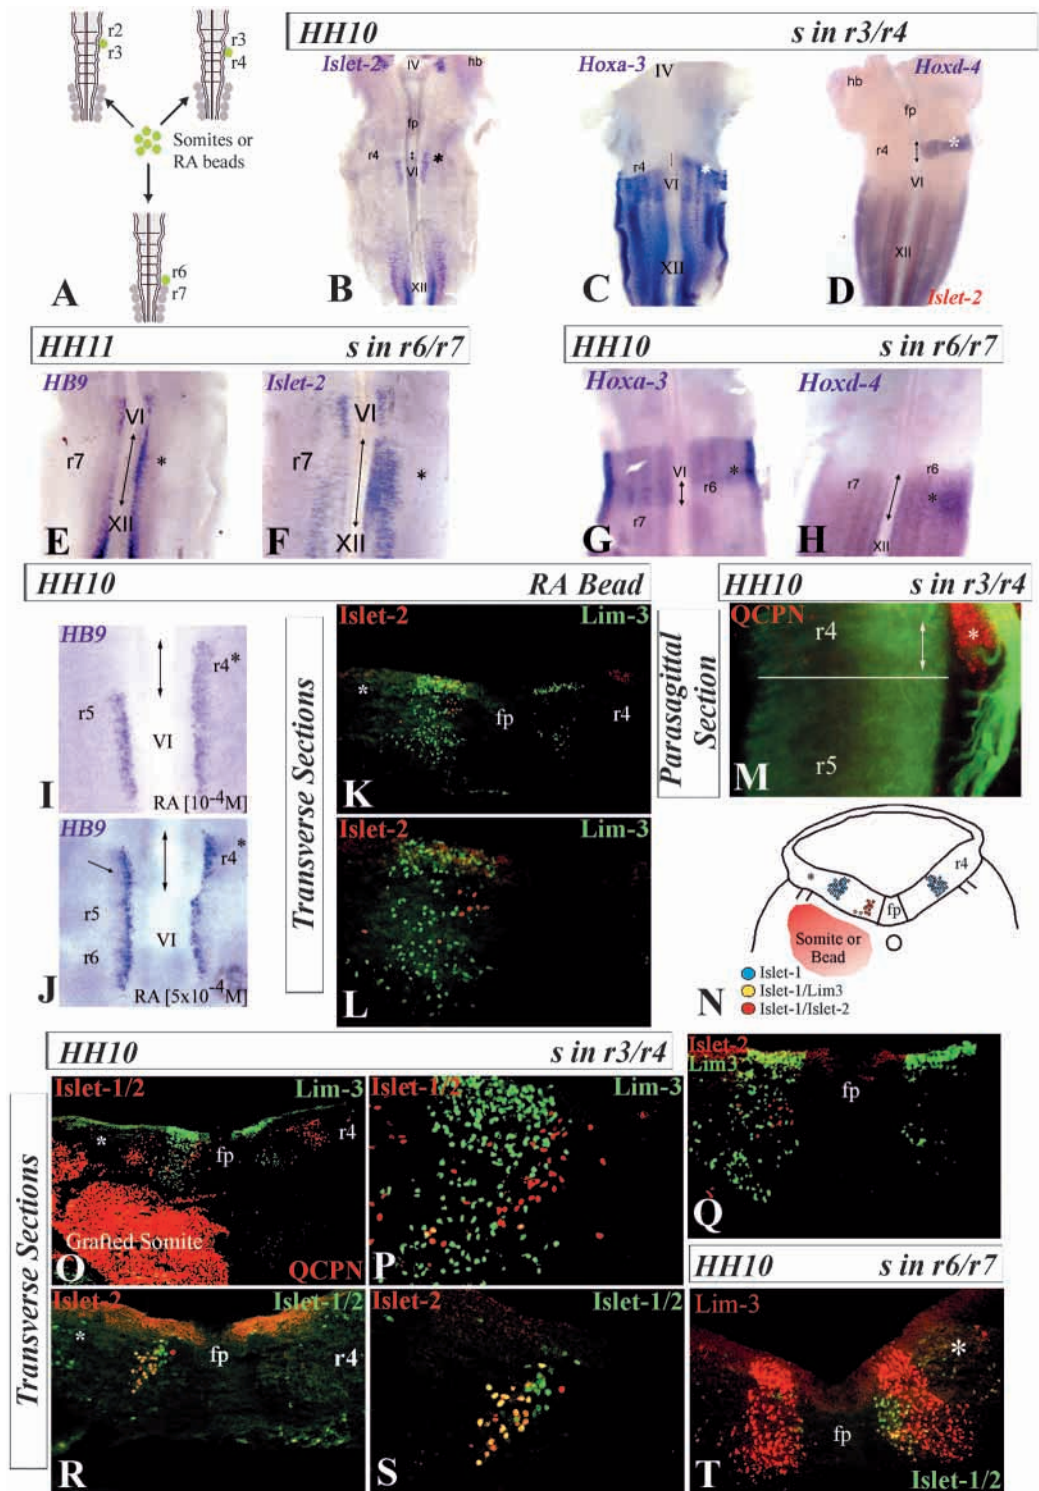 r2
r3
r3
r4
Somites or
RA beads
r6
r7
A
HH10 s in r3/r4
Islet-2
IV
hb
fp
r4
*
VI
XII
B
Hoxa-3
IV
r4
*
VI
XII
C
Hoxd-4
hb
fp
r4
*
VI
XII
D
Islet-2
HH11 s in r6/r7
HB9
VI
r7
*
XII
E
Islet-2
VI
r7
*
XII
F
HH10 s in r6/r7
Hoxa-3
VI
*
r6
r7
G
Hoxd-4
r6
r7
*
XII
H
HH10 RA Bead
HB9
r4*
r5
VI
I
RA [10-4M]
HB9
r4*
r5
VI
r6
J
RA [5x10-4M]
Transverse Sections
Islet-2 Lim-3
*
fp
r4
K
Islet-2 Lim-3
L
HH10 s in r3/r4
Parasagittal
Section
QCPN
r4
*
r5
M
r4
fp
Somite or
Bead
N
Islet-1
Islet-1/Lim3
Islet-1/Islet-2
HH10 s in r3/r4
Transverse Sections
Islet-1/2 Lim-3
*
fp
r4
Grafted Somite
O
QCPN
Islet-1/2 Lim-3
P
Islet-2
Lim3
fp
Q
Islet-2 Islet-1/2
*
fp
r4
R
Islet-2 Islet-1/2
S
HH10 s in r6/r7
Lim-3
*
fp
T
Islet-1/2